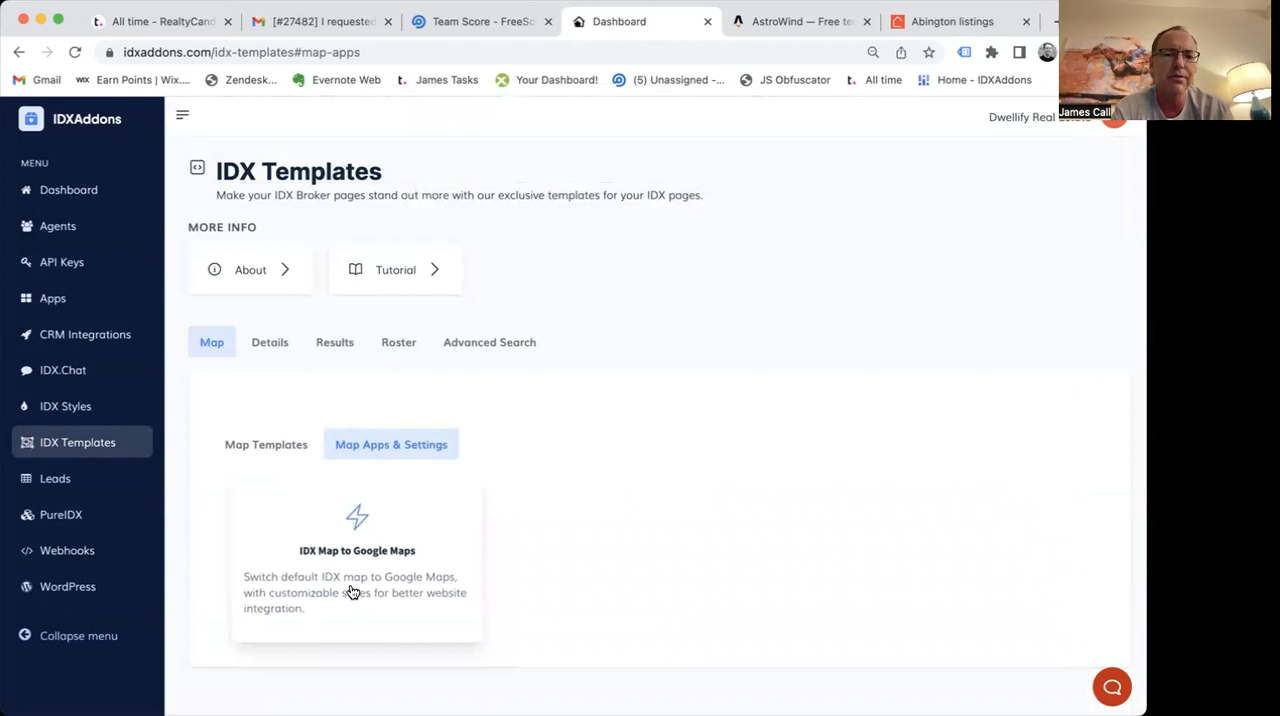 All time - RealtyCand
[#27482] I requested
Team Score - FreeSc
Dashboard
AstroWind — Free te
Abington listings
idxaddons.com/idx-templates#map-apps
Gmail
WiX Earn Points | Wix....
Zendesk...
Evernote Web
James Tasks
Your Dashboard!
(5) Unassigned -...
JS Obfuscator
All time
Home - IDXAddons
James Call
IDXAddons
Dwellify Real
MENU
Dashboard
Agents
API Keys
Apps
CRM Integrations
IDX.Chat
IDX Styles
IDX Templates
Leads
PureIDX
Webhooks
WordPress
Collapse menu
IDX Templates
Make your IDX Broker pages stand out more with our exclusive templates for your IDX pages.
MORE INFO
About
Tutorial
Map
Details
Results
Roster
Advanced Search
Map Templates
Map Apps & Settings
IDX Map to Google Maps
Switch default IDX map to Google Maps,
with customizable for better website
integration.